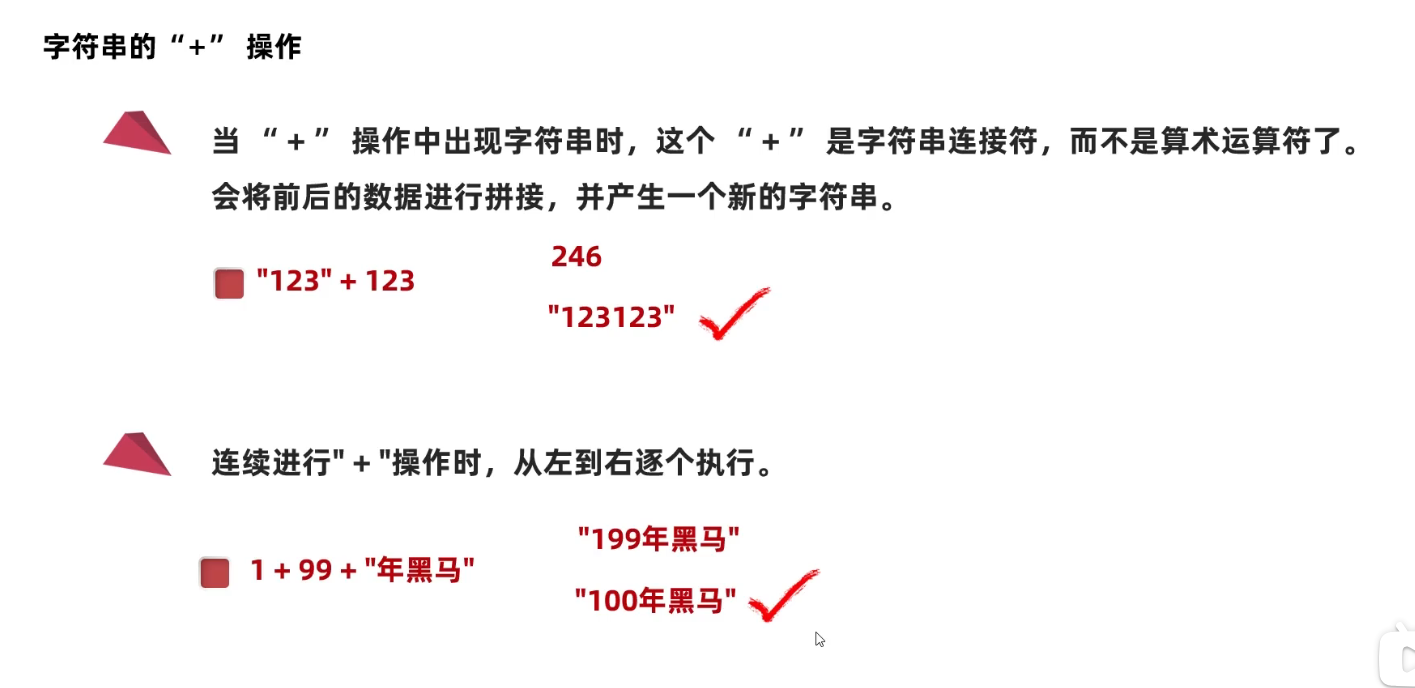 字符串的“+” 操作
当 “+” 操作中出现字符串时，这个 “+” 是字符串连接符，而不是算术运算符了。
会将前后的数据进行拼接，并产生一个新的字符串。
"123" + 123
246
"123123"
连续进行" + "操作时，从左到右逐个执行。
1 + 99 + "年黑马"
"199年黑马"
"100年黑马"